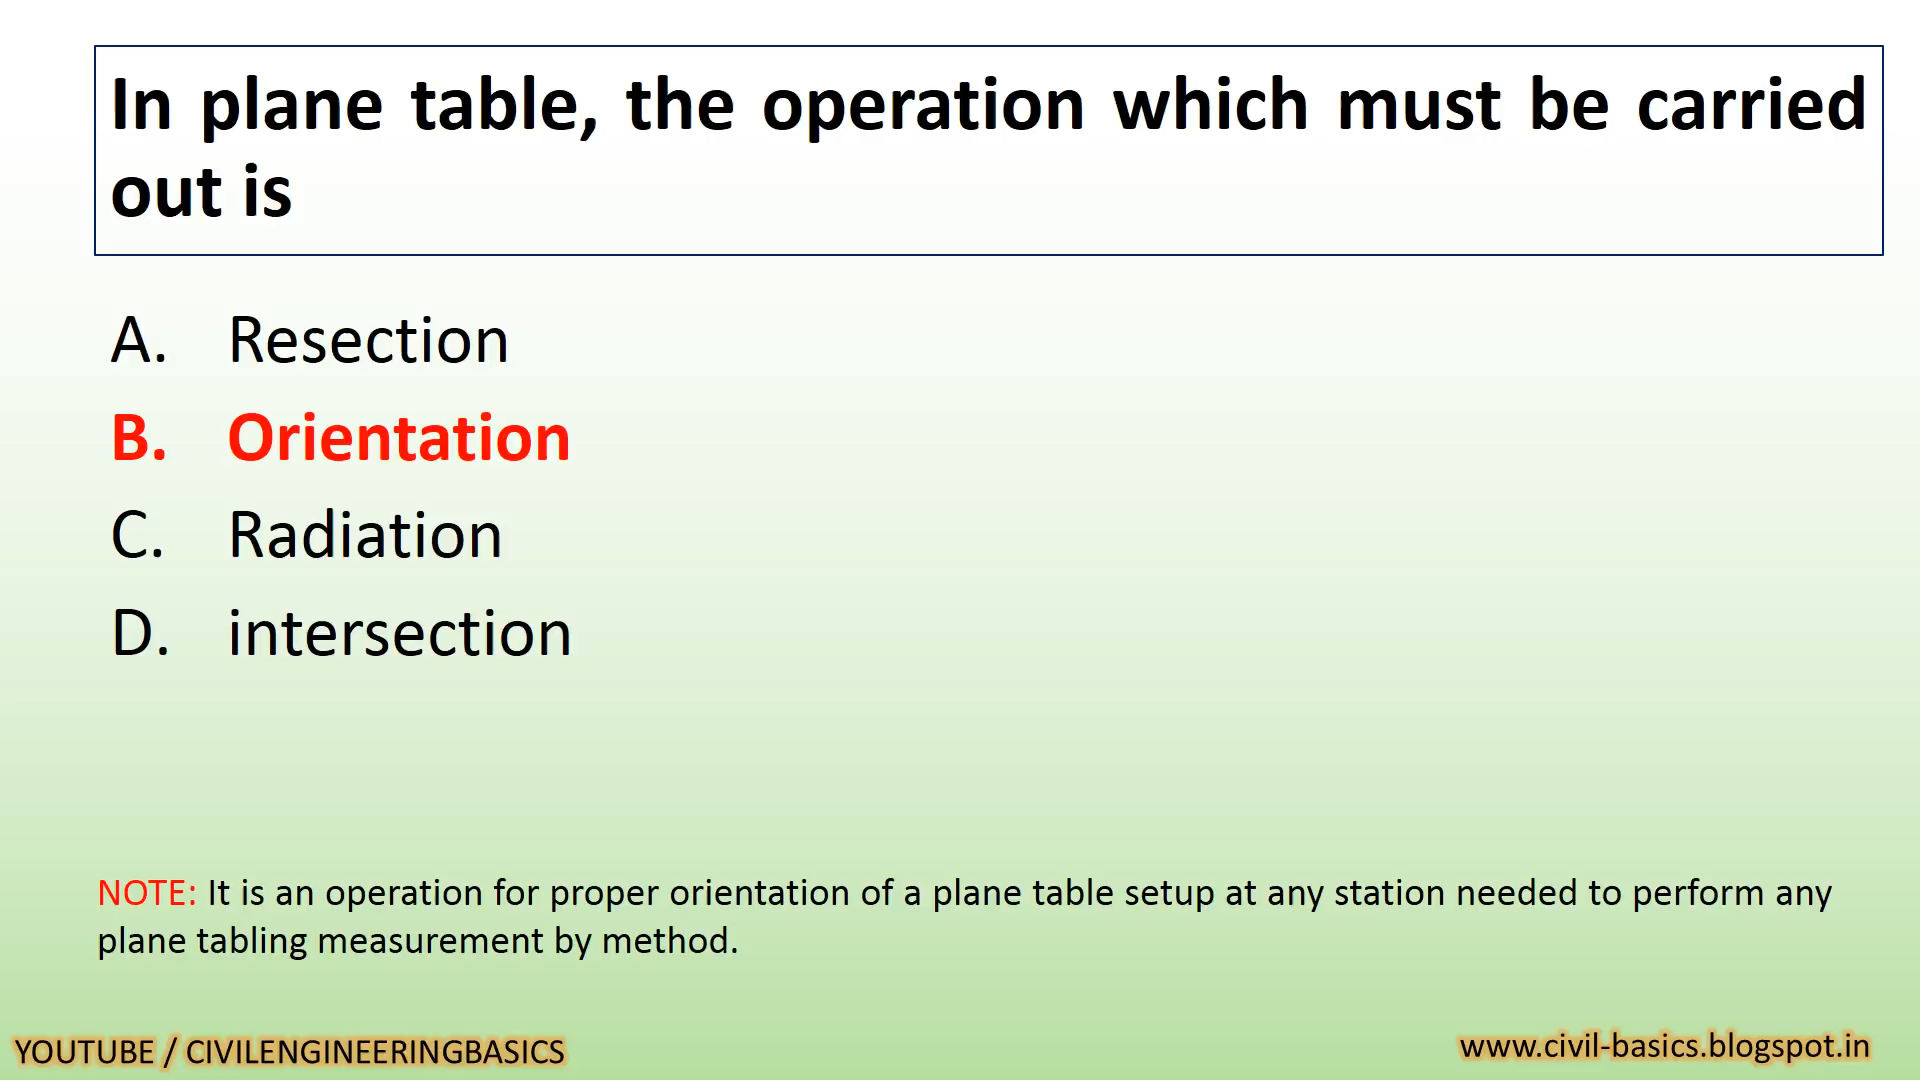 In plane table, the operation which must be carried
out is
A. Resection
B. Orientation
C. Radiation
D. intersection
NOTE: It is an operation for proper orientation of a plane table setup at any station needed to perform any
plane tabling measurement by method.
YOUTUBE / CIVILENGINEERINGBASICS
www.civil-basics.blogspot.in